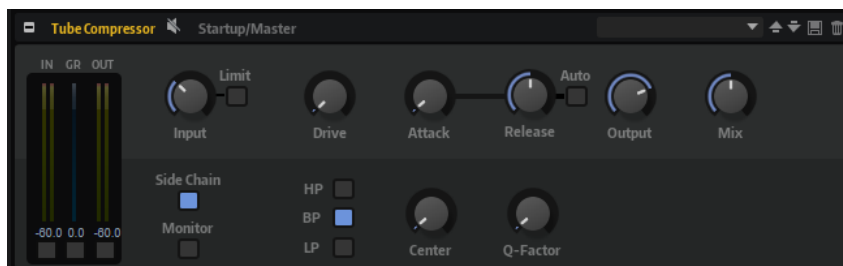 Tube Compressor Startup/Master
IN GR OUT
Limit
Auto
Input Drive Attack Release Output Mix
Side Chain
HP
BP
Monitor
-60.0 0.0 -60.0
LP
Center Q-Factor